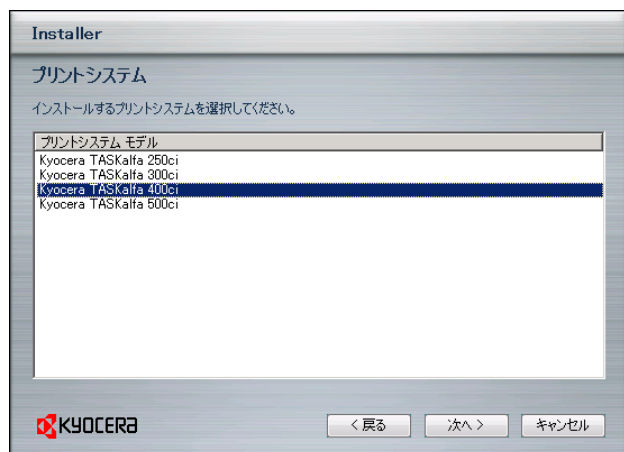 Installer
プリントシステム
インストールするプリントシステムを選択してください。
プリントシステム モデル
Kyocera TASKalfa 250ci
Kyocera TASKalfa 300ci
Kyocera TASKalfa 400ci
Kyocera TASKalfa 500ci
KYOCERA
< 戻る
次へ >
キャンセル